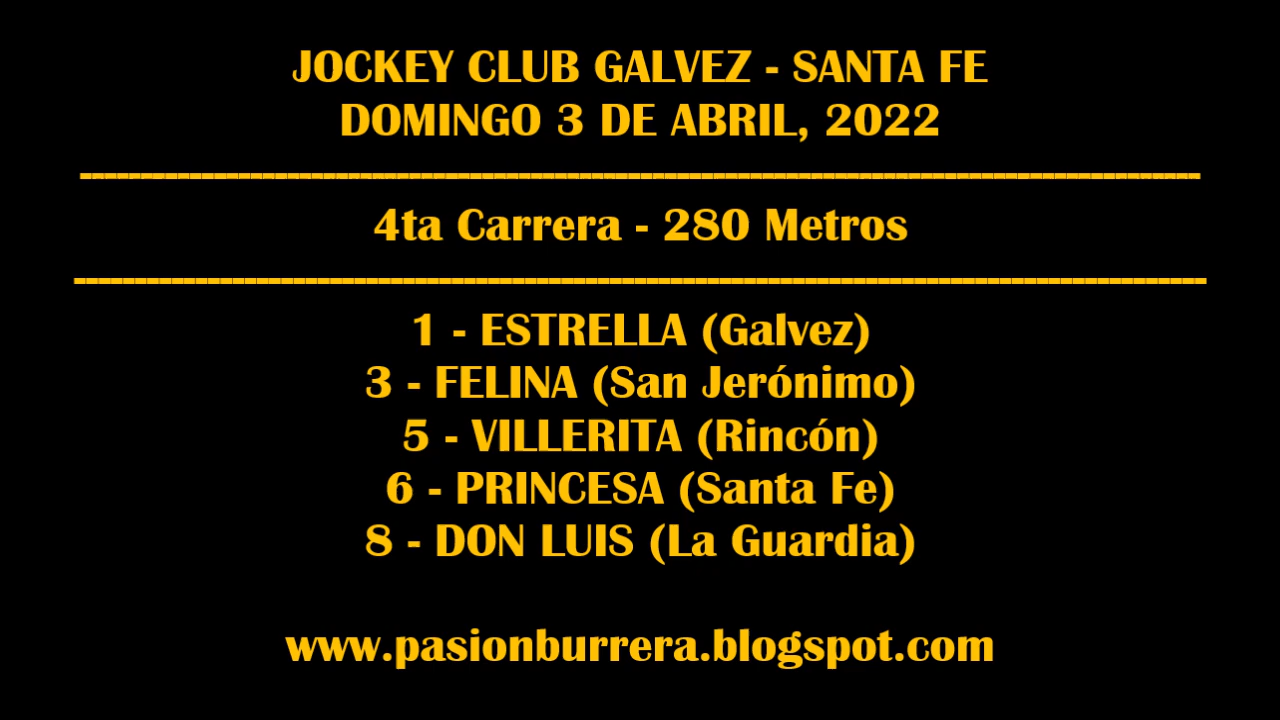 JOCKEY CLUB GALVEZ - SANTA FE
DOMINGO 3 DE ABRIL, 2022
4ta Carrera - 280 Metros
1 - ESTRELLA (Galvez)
3 - FELINA (San Jerónimo)
5 - VILLERITA (Rincón)
6 - PRINCESA (Santa Fe)
8 - DON LUIS (La Guardia)
www.pasionburrera.blogspot.com